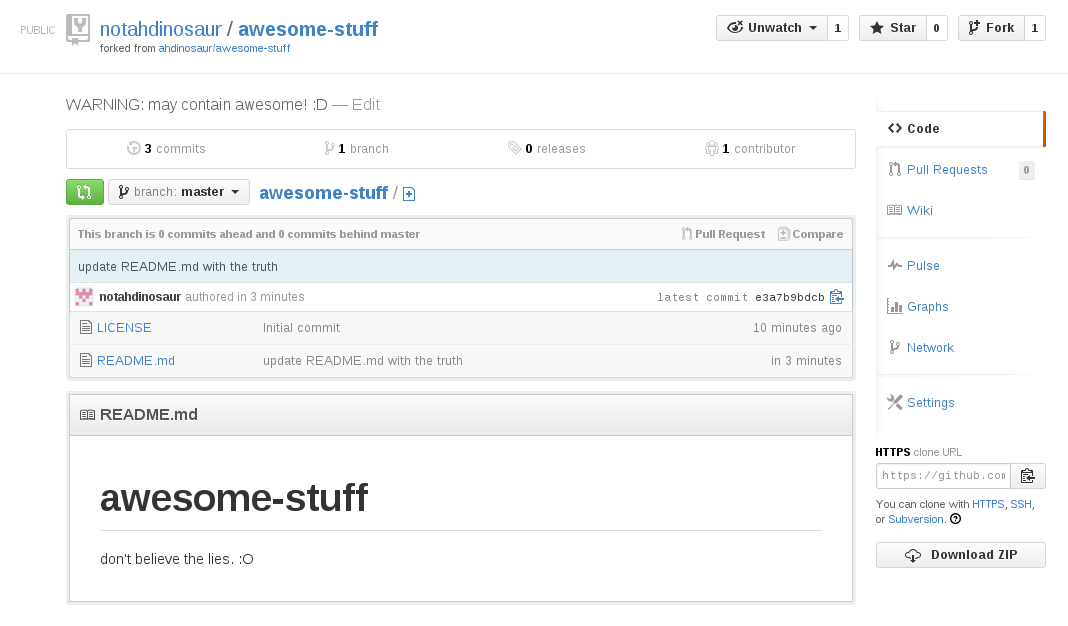 PUBLIC notahdinosaur / awesome-stuff
forked from ahdinosaur/awesome-stuff
Unwatch 1 Star 0 Fork 1
WARNING: may contain awesome! :D — Edit
3 commits 1 branch 0 releases 1 contributor
branch: master awesome-stuff /
This branch is 0 commits ahead and 0 commits behind master Pull Request Compare
update README.md with the truth
notahdinosaur authored in 3 minutes latest commit e3a7b9bdcb
LICENSE Initial commit 10 minutes ago
README.md update README.md with the truth in 3 minutes
README.md
awesome-stuff
don't believe the lies. :O
Code
Pull Requests 0
Wiki
Pulse
Graphs
Network
Settings
HTTPS clone URL
https://github.com
You can clone with HTTPS, SSH,
or Subversion.
Download ZIP